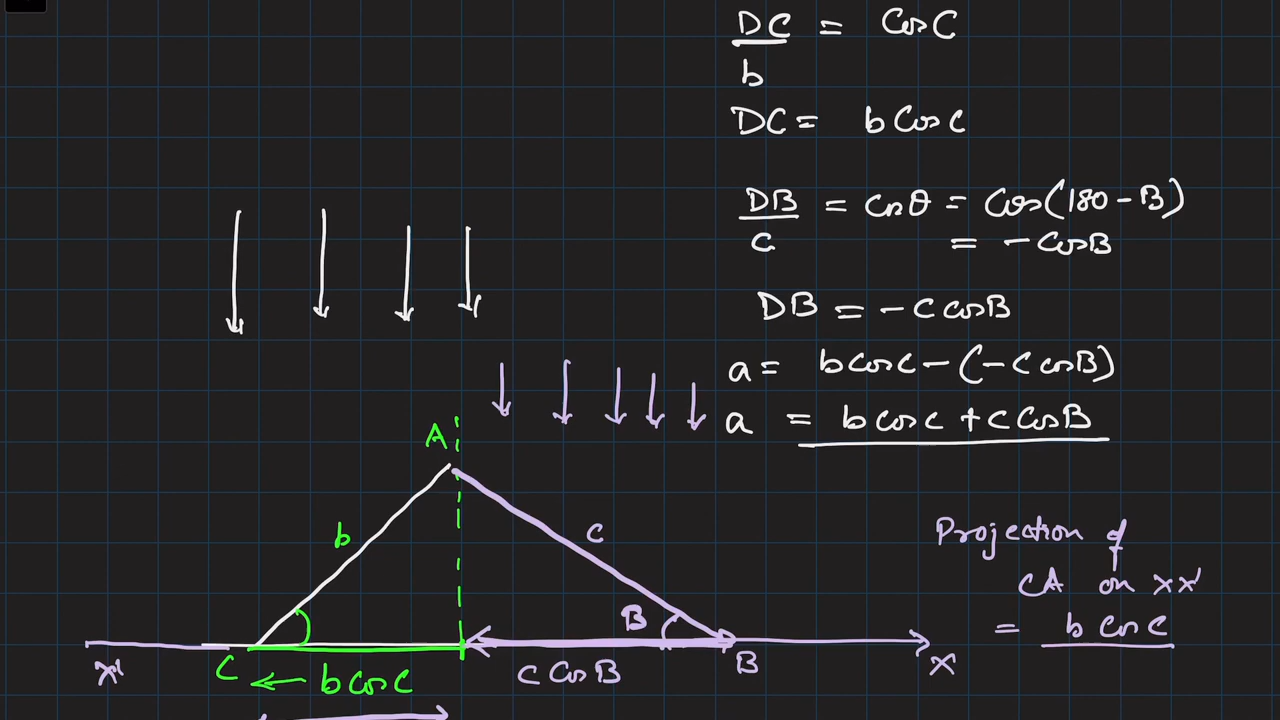 DC = Cos C
b
DC = b Cos C
DB = Cos θ = Cos(180 - B)
c = - Cos B
DB = - c Cos B
a = b Cos C - (- c Cos B)
a = b Cos C + c Cos B
A
b
c
Projection of
CA on xx'
= b Cos C
B
x'
C
← b Cos C
c Cos B
B
x